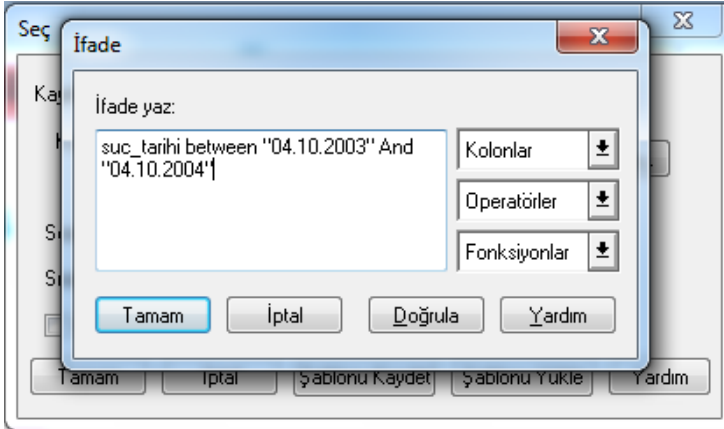 Seç
İfade
İfade yaz:
suc_tarihi between "04.10.2003" And
"04.10.2004"
Kolonlar
Operatörler
Fonksiyonlar
Tamam İptal Doğrula Yardım
Tamam İptal Şablonu Kaydet Şablonu Yükle Yardım